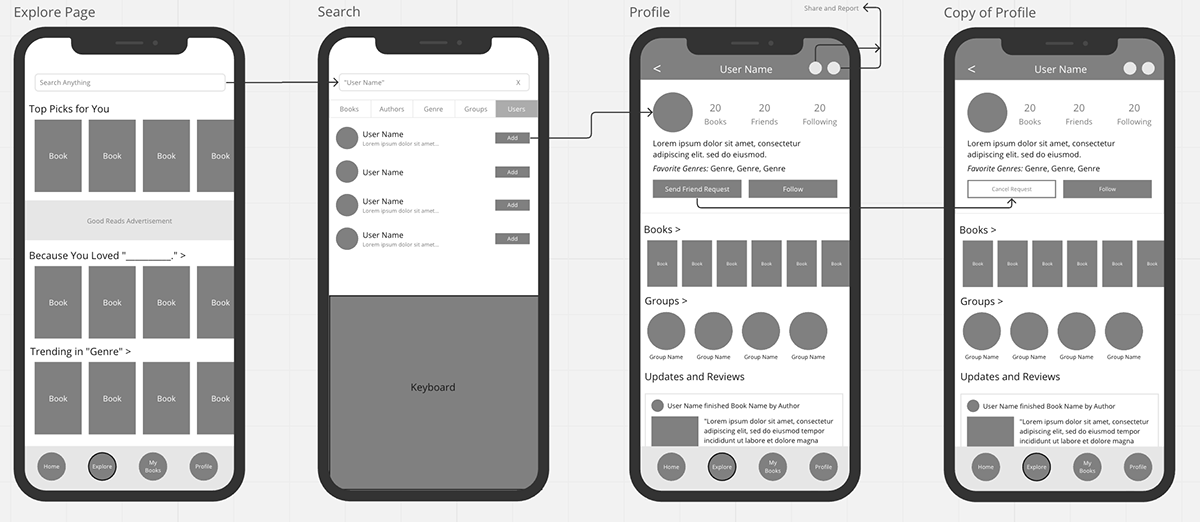 Explore Page
Search Anything
Top Picks for You
Book Book Book Book
Good Reads Advertisement
Because You Loved "_________." >
Book Book Book Book
Trending in "Genre" >
Book Book Book Book
Home Explore My Books Profile
Search
"User Name" X
Books Authors Genre Groups Users
User Name
Lorem ipsum dolor sit amet...
Add
User Name
Add
User Name
Lorem ipsum dolor sit amet...
Add
User Name
Lorem ipsum dolor sit amet...
Add
Keyboard
Profile
Share and Report
< User Name
20 20 20
Books Friends Following
Lorem ipsum dolor sit amet, consectetur
adipiscing elit. sed do eiusmod.
Favorite Genres: Genre, Genre, Genre
Send Friend Request Follow
Books >
Book Book Book Book Book Book
Groups >
Group Name Group Name Group Name Group Name
Updates and Reviews
User Name finished Book Name by Author
"Lorem ipsum dolor sit amet, consectetur
adipiscing elit, sed do eiusmod tempor
incididunt ut labore et dolore magna
Home Explore My Books Profile
Copy of Profile
< User Name
20 20 20
Books Friends Following
Lorem ipsum dolor sit amet, consectetur
adipiscing elit. sed do eiusmod.
Favorite Genres: Genre, Genre, Genre
Cancel Request Follow
Books >
Book Book Book Book Book Book
Groups >
Group Name Group Name Group Name Group Name
Updates and Reviews
User Name finished Book Name by Author
"Lorem ipsum dolor sit amet, consectetur
adipiscing elit, sed do eiusmod tempor
incididunt ut labore et dolore magna
Home Explore My Books Profile